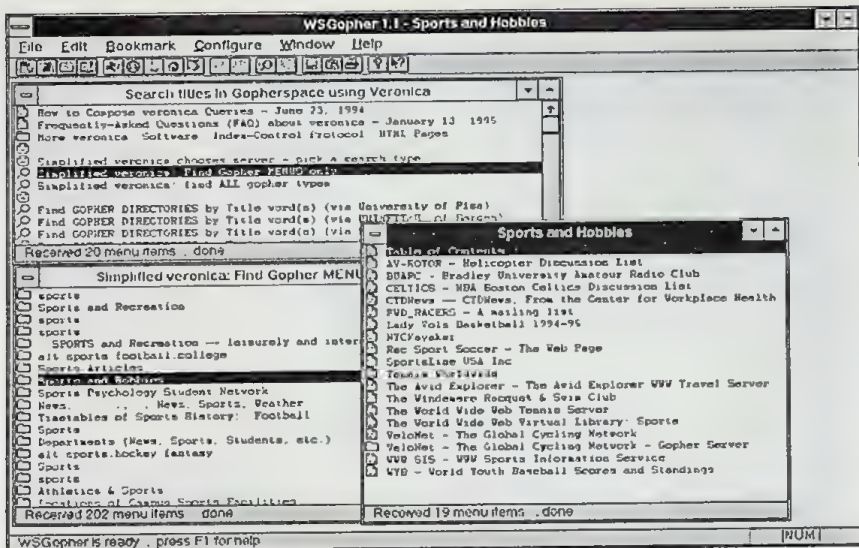 WSGopher 1.1 - Sports and Hobbies
File Edit Bookmark Configure Window Help
Search titles in Gopherspace using Veronica
How to Compose veronica Queries - June 23, 1994
Frequently-Asked Questions (FAQ) about veronica - January 13 1995
More veronica Software Index-Control Protocol HTML Pages
Simplified veronica chooses server - pick a search type
Simplified veronica: Find Gopher MENUS only
Simplified veronica: find ALL gopher types
Find GOPHER DIRECTORIES by Title word(s) (via University of Pisa)
Find GOPHER DIRECTORIES by Title word(s) (via
Find GOPHER DIRECTORIES by Title word(s) (via
Received 20 menu items . done
Simplified veronica: Find Gopher MENU
sports
Sports and Recreation
sports
sports
SPORTS and Recreation -- leisurely and inter
alt sports football.college
Sports Articles
Sports and Hobbies
Sports Psychology Student Network
News, ., . News, Sports, Weather
Timetables of Sports History: Football
Sports
Departments (News, Sports, Students, etc.)
alt sports.hockey fantasy
Sports
sports
Athletics & Sports
Locations of Campus Sports Facilities
Received 202 menu items done
Sports and Hobbies
Table of Contents
AV-ROTOR - Helicopter Discussion List
BUARC - Bradley University Amateur Radio Club
CELTICS - NBA Boston Celtics Discussion List
CTDNews -- CTDNews, From the Center for Workplace Health
FWD_RACERS - A mailing list
Lady Vols Basketball 1994-95
NYCKayaker
Rec Sport Soccer - The Web Page
SportsLine USA Inc
Tennis Worldwide
The Avid Explorer - The Avid Explorer WWW Travel Server
The Windemere Racquet & Swim Club
The World Wide Web Tennis Server
The World Wide Web Virtual Library: Sports
VeloNet - The Global Cycling Network
VeloNet - The Global Cycling Network - Gopher Server
WWW SIS - WWW Sports Information Service
WYB - World Youth Baseball Scores and Standings
Received 19 menu items . done
WSGopher is ready . press F1 for help
NUM